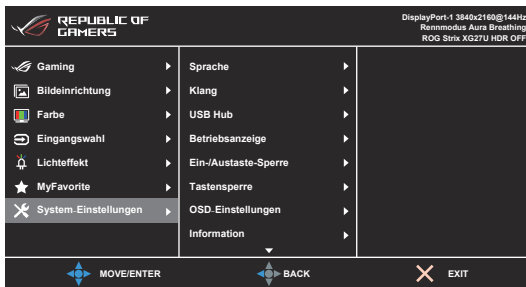 REPUBLIC OF
GAMERS
DisplayPort-1 3840x2160@144Hz
Rennmodus Aura Breathing
ROG Strix XG27U HDR OFF
Gaming
Bildeinrichtung
Farbe
Eingangswahl
Lichteffekt
MyFavorite
System-Einstellungen
Sprache
Klang
USB Hub
Betriebsanzeige
Ein-/Austaste-Sperre
Tastensperre
OSD-Einstellungen
Information
MOVE/ENTER
BACK
EXIT